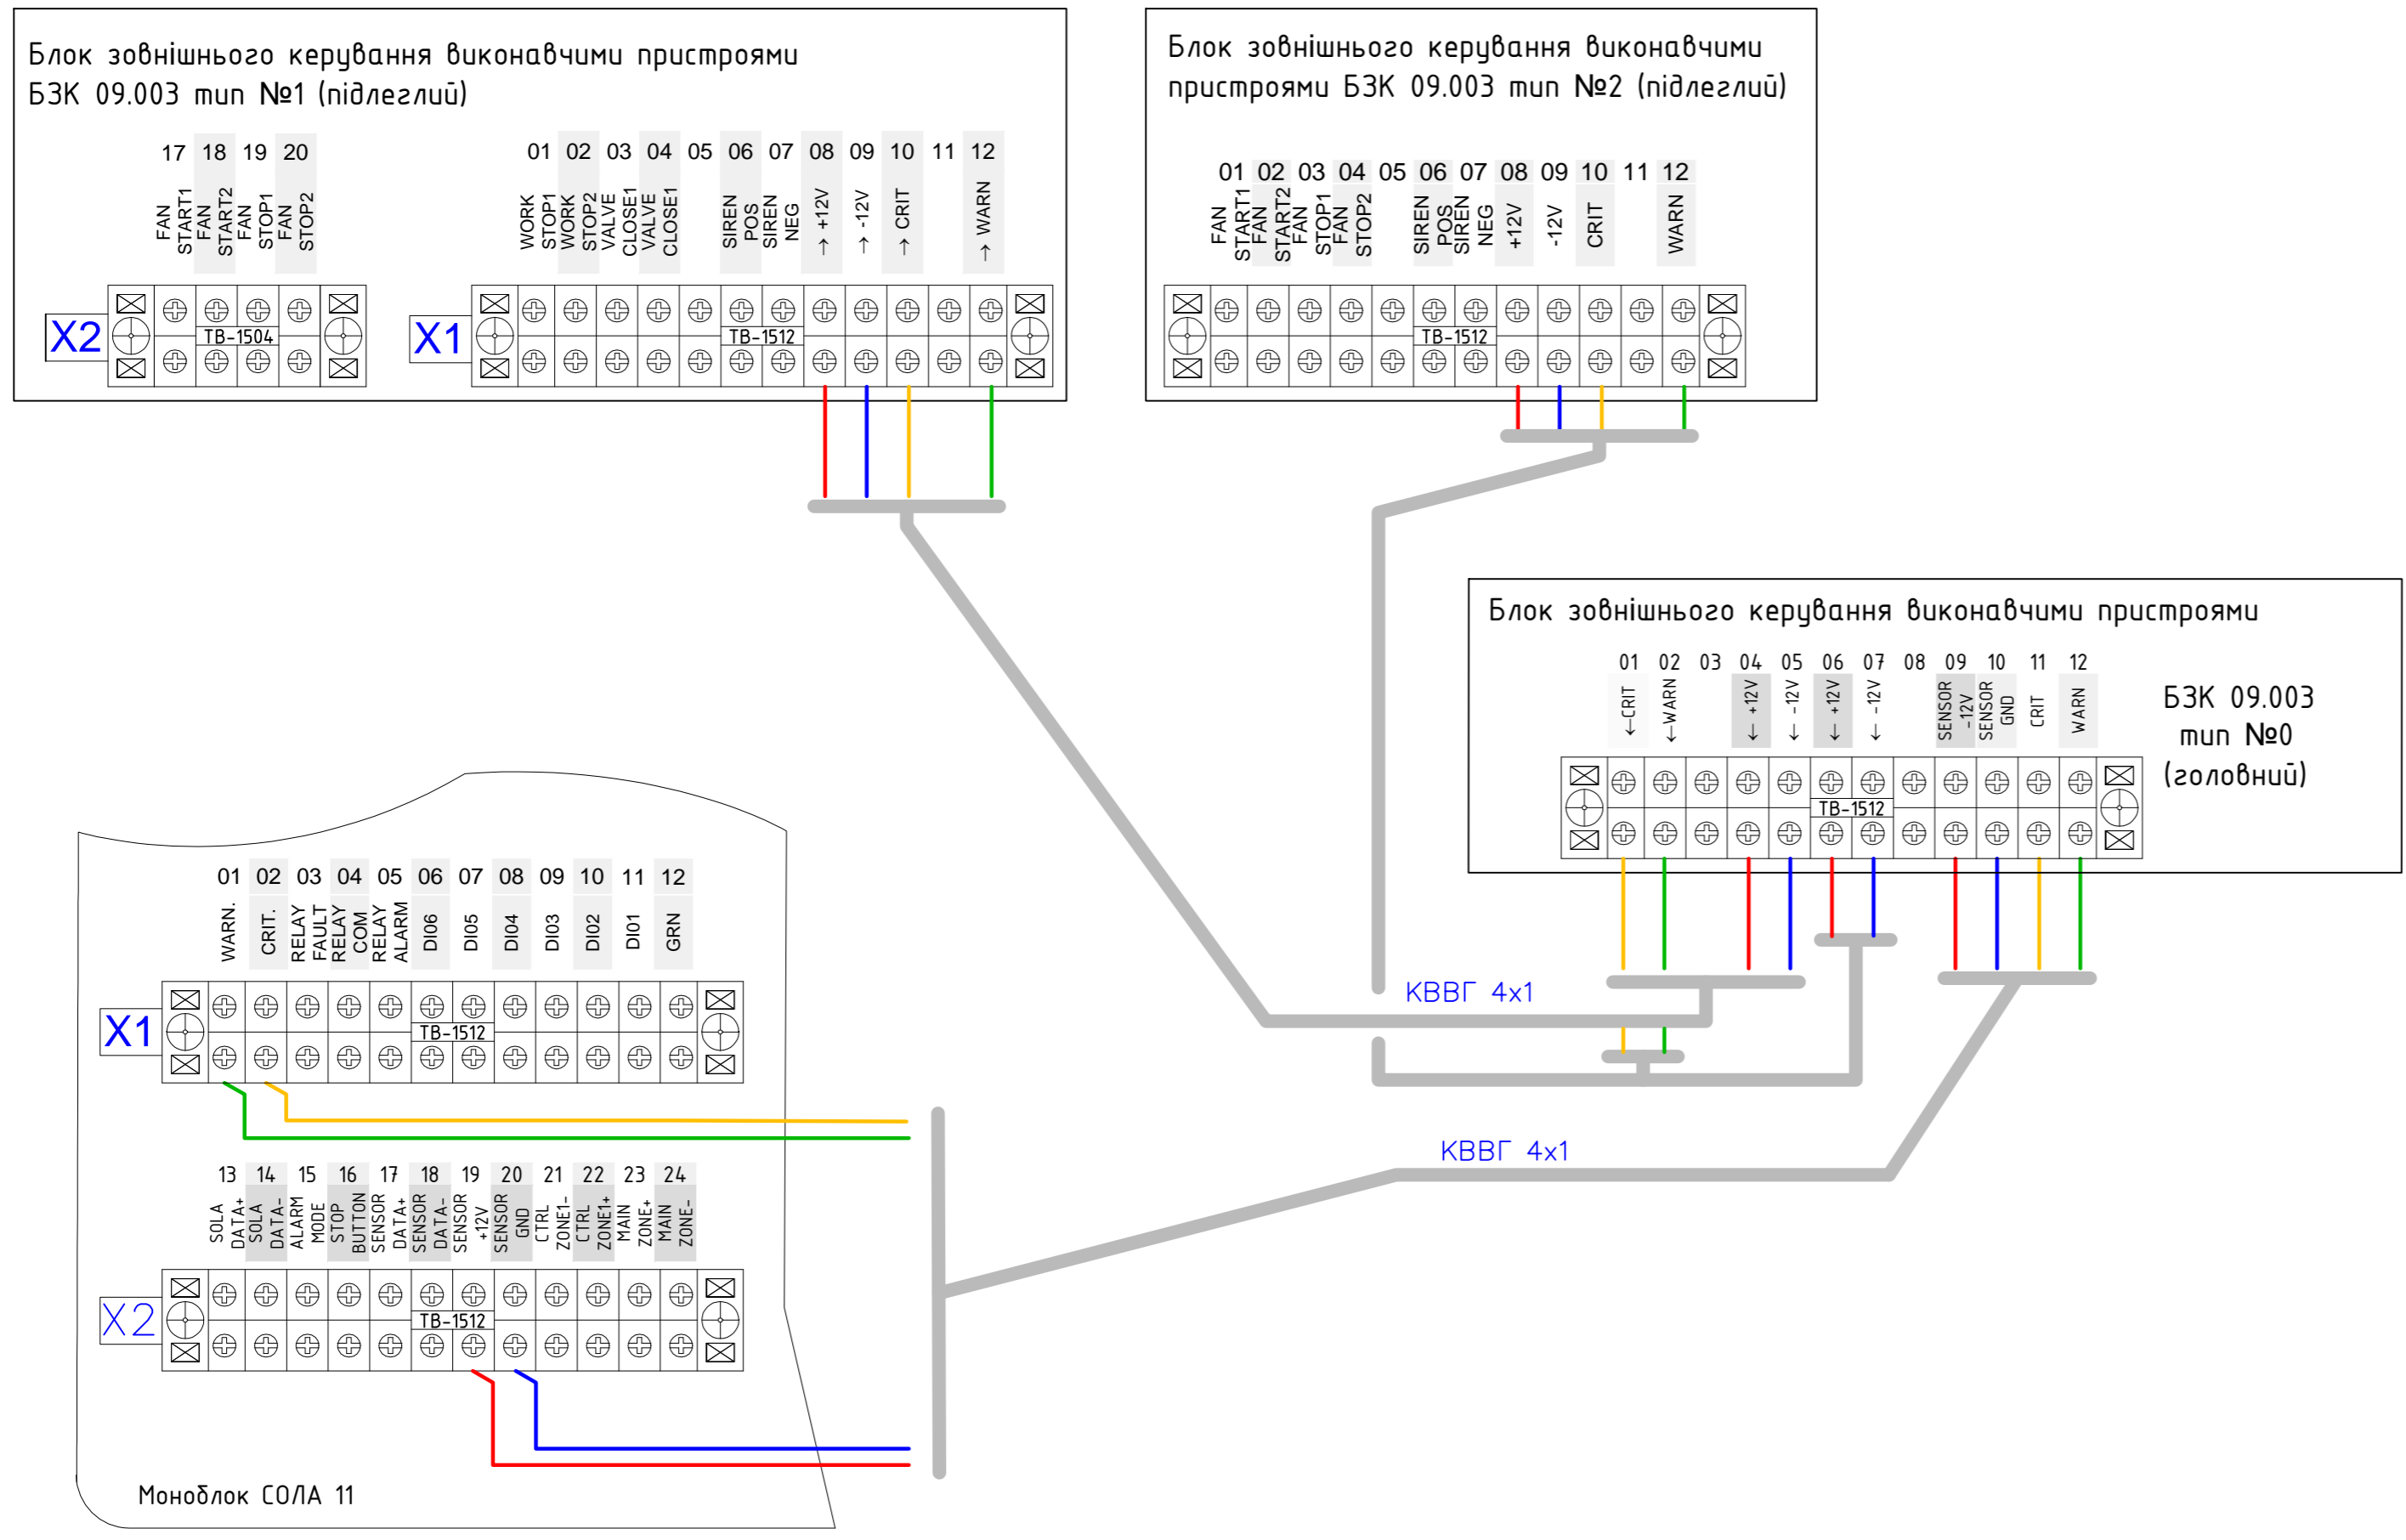 Блок зовнішнього керування виконавчими пристроями
БЗК 09.003 тип №1 (підлеглий)
17 18 19 20
FAN START1
FAN START2
FAN STOP1
FAN STOP2
X2
TB-1504
01 02 03 04 05 06 07 08 09 10 11 12
WORK STOP1
WORK STOP2
VALVE CLOSE1
VALVE CLOSE1
SIREN POS
SIREN NEG
→ +12V
→ -12V
→ CRIT
→ WARN
X1
TB-1512
Блок зовнішнього керування виконавчими
пристроями БЗК 09.003 тип №2 (підлеглий)
01 02 03 04 05 06 07 08 09 10 11 12
FAN START1
FAN START2
FAN STOP1
FAN STOP2
SIREN POS
SIREN NEG
+12V
-12V
CRIT
WARN
TB-1512
Блок зовнішнього керування виконавчими пристроями
01 02 03 04 05 06 07 08 09 10 11 12
←CRIT
←WARN
← +12V
← -12V
← +12V
← -12V
SENSOR -12V
SENSOR GND
CRIT
WARN
TB-1512
БЗК 09.003
тип №0
(головний)
КВВГ 4x1
КВВГ 4x1
01 02 03 04 05 06 07 08 09 10 11 12
WARN.
CRIT.
RELAY FAULT
RELAY COM
RELAY ALARM
DI06
DI05
DI04
DI03
DI02
DI01
GRN
X1
TB-1512
13 14 15 16 17 18 19 20 21 22 23 24
SOLA DATA+
SOLA DATA-
ALARM MODE
STOP BUTTON
SENSOR DATA+
SENSOR DATA-
SENSOR +12V
SENSOR GND
CTRL ZONE1-
CTRL ZONE1+
MAIN ZONE+
MAIN ZONE-
X2
TB-1512
Моноблок СОЛА 11